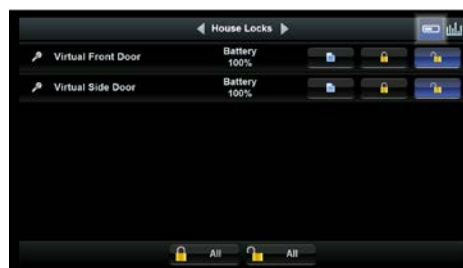 House Locks
Virtual Front Door
Battery
100%
Virtual Side Door
Battery
100%
All
All